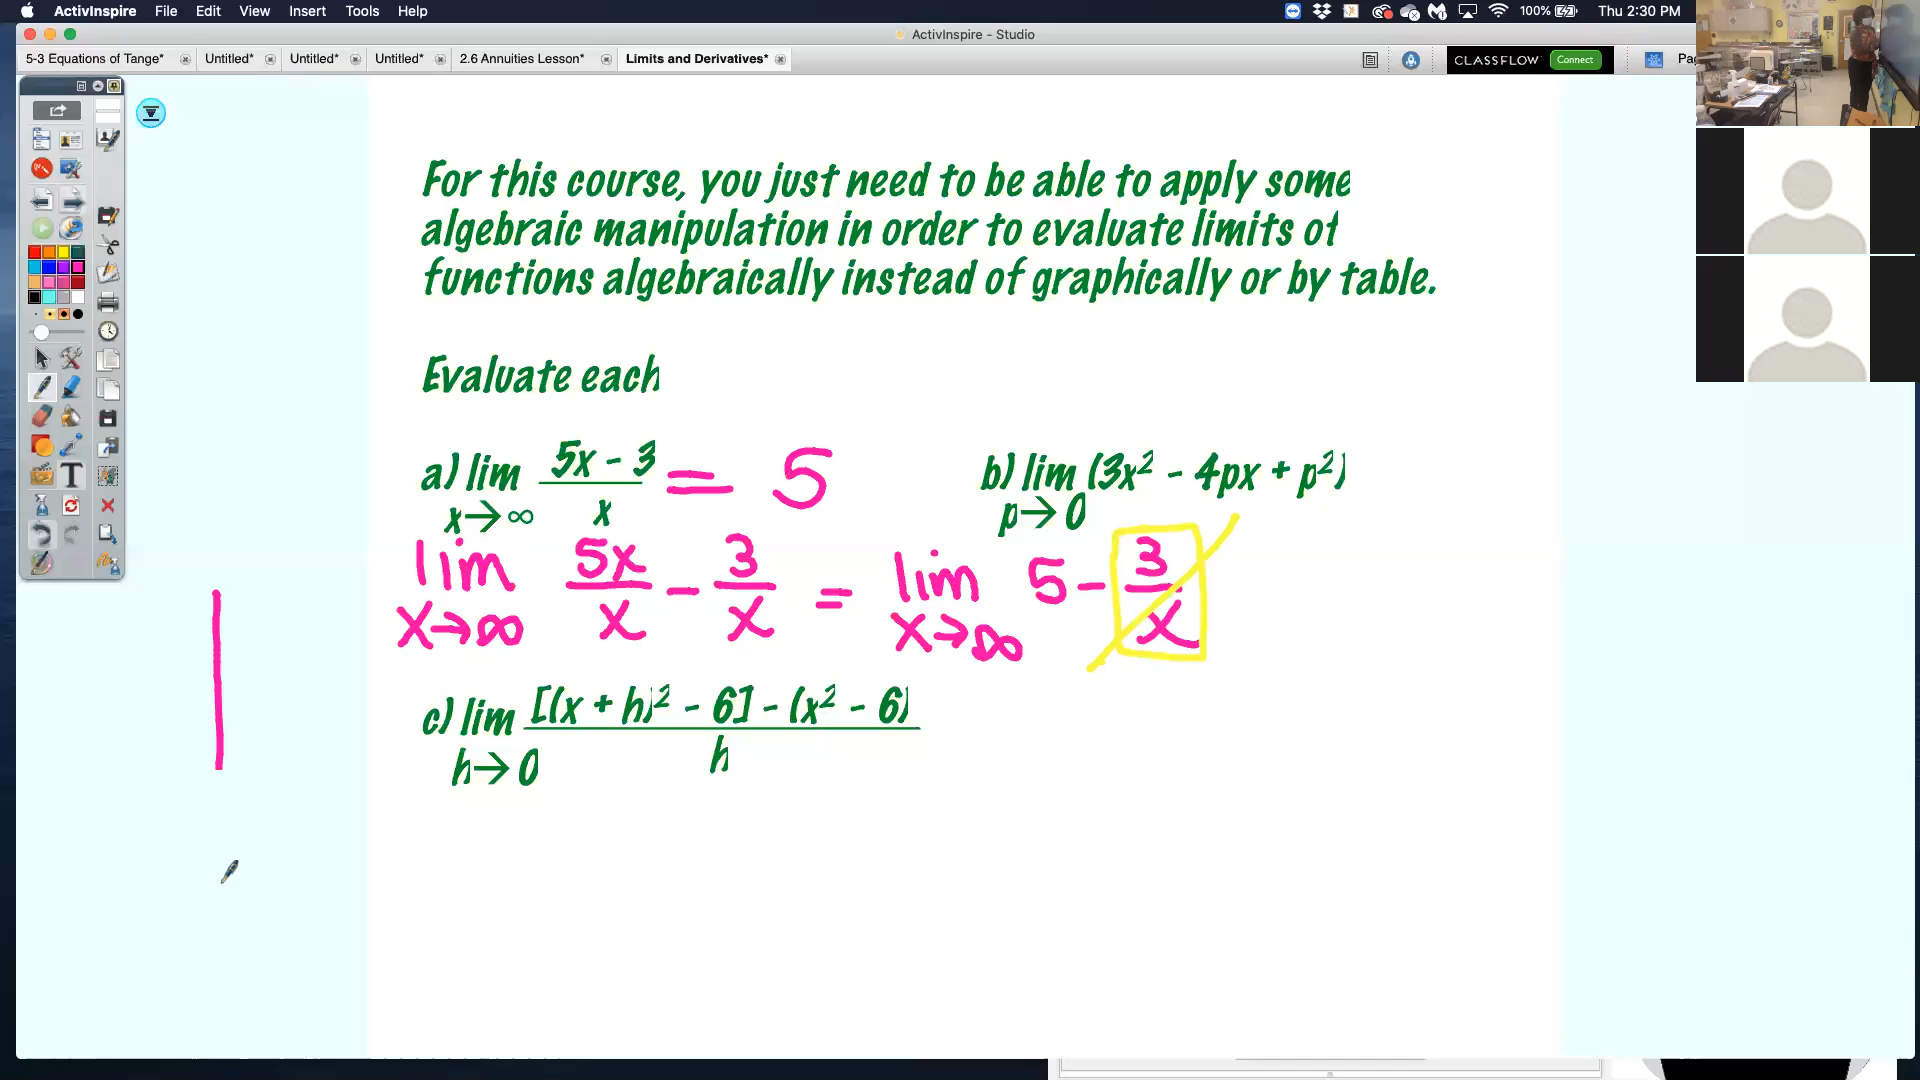 ActivInspire File Edit View Insert Tools Help 100% Thu 2:30 PM
ActivInspire - Studio
5-3 Equations of Tange* Untitled* Untitled* Untitled* 2.6 Annuities Lesson* Limits and Derivatives* CLASSFLOW Connect Pag
For this course, you just need to be able to apply some
algebraic manipulation in order to evaluate limits of
functions algebraically instead of graphically or by table.
Evaluate each
a) lim 5x - 3 = 5
x→∞ x
b) lim (3x² - 4px + p²)
p→0
lim 5x/x - 3/x = lim 5 - 3/x
x→∞ x→∞
c) lim [(x + h)² - 6] - (x² - 6)
h→0 h